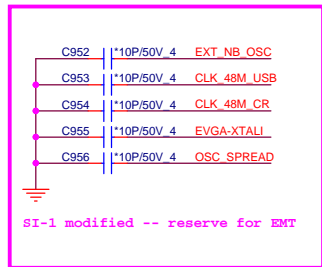 C952 *10P/50V_4 EXT_NB_OSC
C953 *10P/50V_4 CLK_48M_USB
C954 *10P/50V_4 CLK_48M_CR
C955 *10P/50V_4 EVGA-XTALI
C956 *10P/50V_4 OSC_SPREAD
SI-1 modified -- reserve for EMT